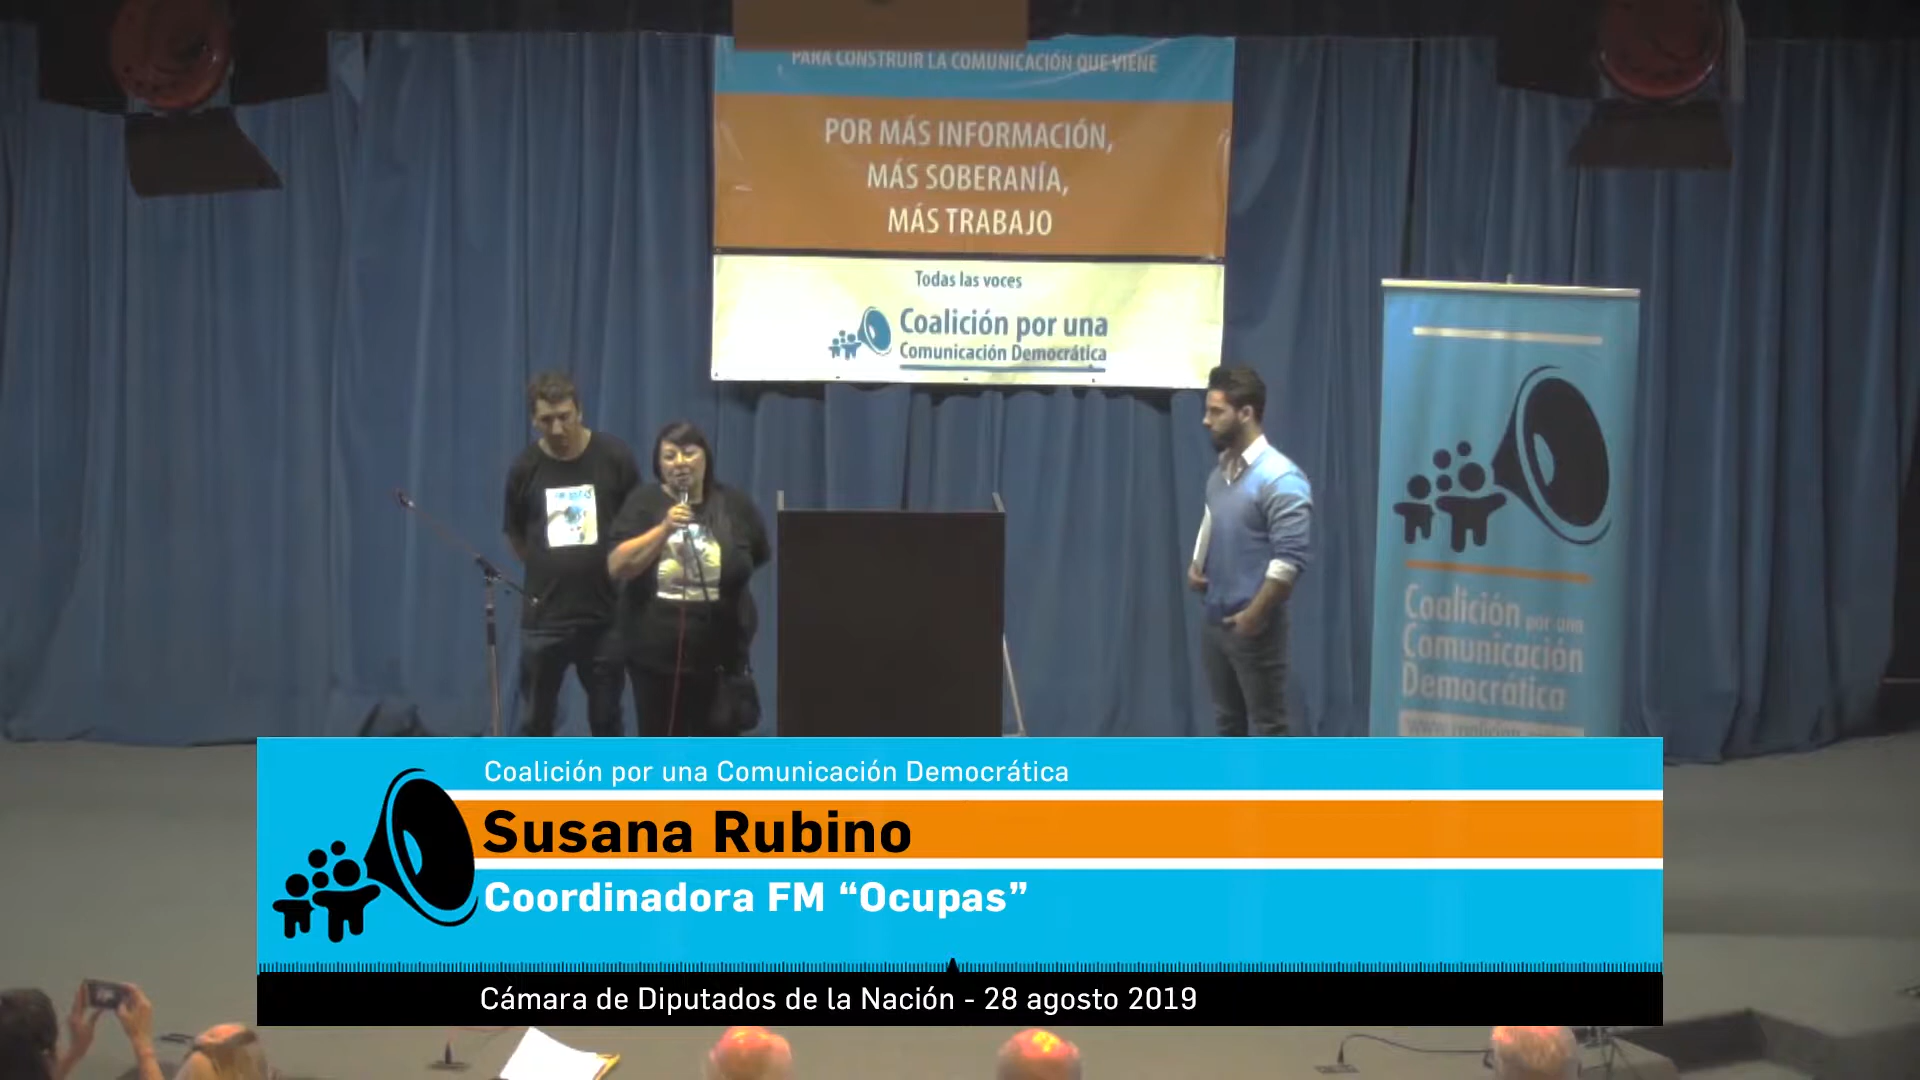 PARA CONSTRUIR LA COMUNICACIÓN QUE VIENE
POR MÁS INFORMACIÓN,
MÁS SOBERANÍA,
MÁS TRABAJO
Todas las voces
Coalición por una
Comunicación Democrática
Coalición por una
Comunicación
Democrática
Coalición por una Comunicación Democrática
Susana Rubino
Coordinadora FM “Ocupas”
Cámara de Diputados de la Nación - 28 agosto 2019